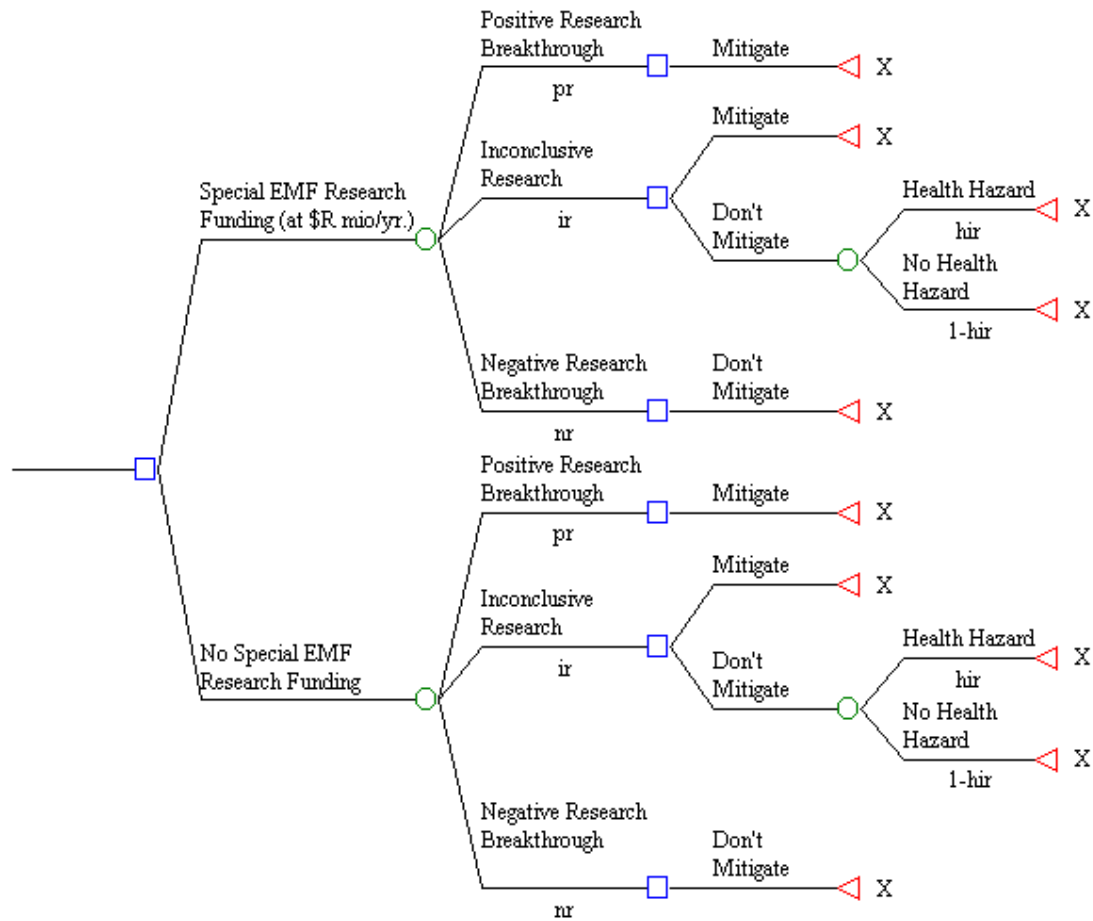 Positive Research
Breakthrough
pr
Mitigate
X
Inconclusive
Research
ir
Mitigate
X
Don't
Mitigate
Health Hazard
hir
X
No Health
Hazard
1-hir
X
Special EMF Research
Funding (at $R mio/yr.)
Negative Research
Breakthrough
nr
Don't
Mitigate
X
Positive Research
Breakthrough
pr
Mitigate
X
Inconclusive
Research
ir
Mitigate
X
Don't
Mitigate
Health Hazard
hir
X
No Health
Hazard
1-hir
X
No Special EMF
Research Funding
Negative Research
Breakthrough
nr
Don't
Mitigate
X